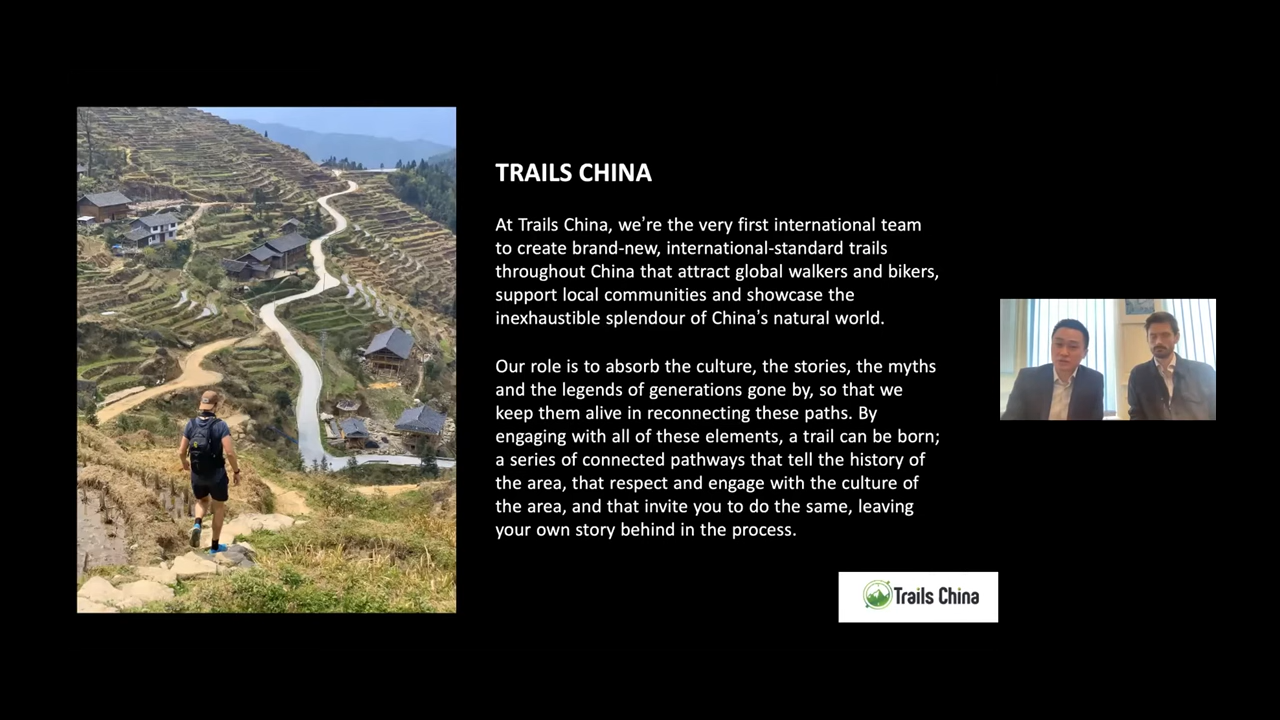 TRAILS CHINA
At Trails China, we're the very first international team
to create brand-new, international-standard trails
throughout China that attract global walkers and bikers,
support local communities and showcase the
inexhaustible splendour of China's natural world.
Our role is to absorb the culture, the stories, the myths
and the legends of generations gone by, so that we
keep them alive in reconnecting these paths. By
engaging with all of these elements, a trail can be born;
a series of connected pathways that tell the history of
the area, that respect and engage with the culture of
the area, and that invite you to do the same, leaving
your own story behind in the process.
Trails China